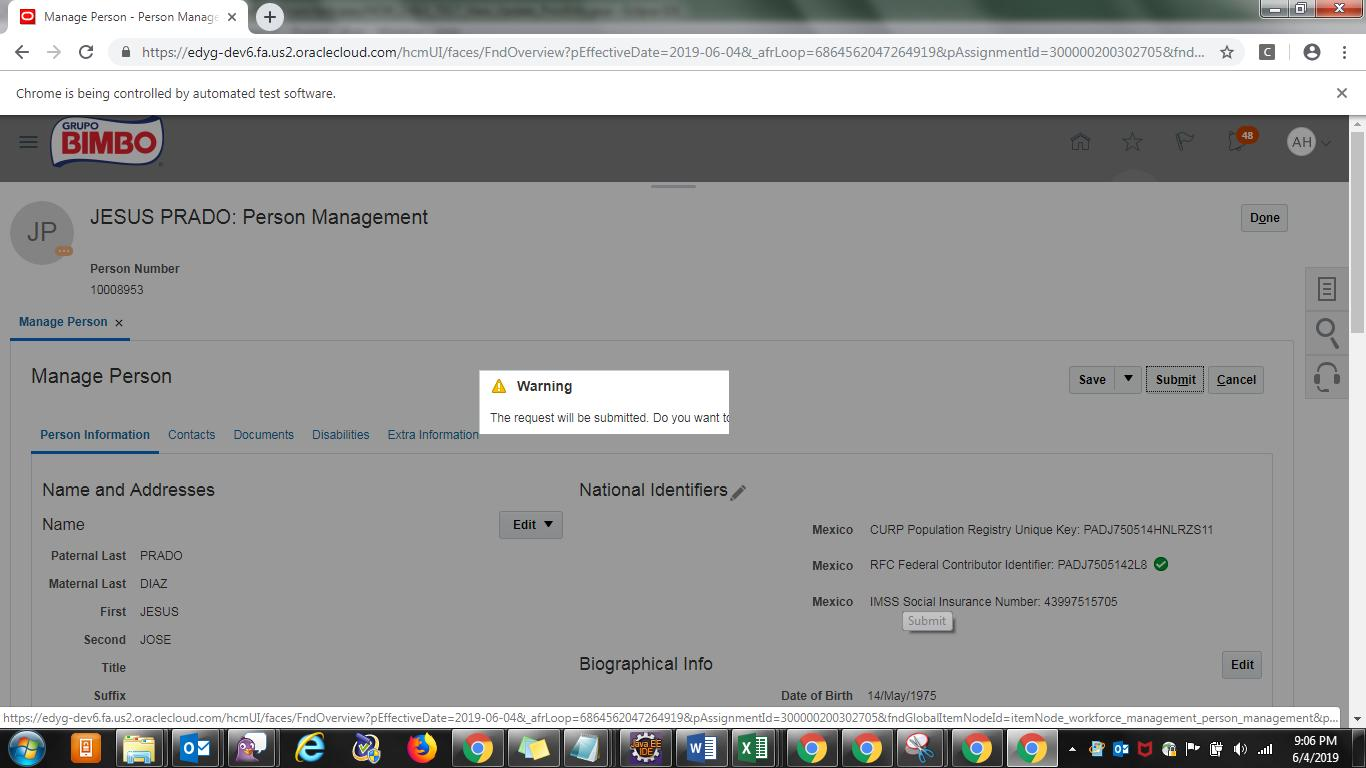 Manage Person - Person Manage
https://edyg-dev6.fa.us2.oraclecloud.com/hcmUI/faces/FndOverview?pEffectiveDate=2019-06-04&_afrLoop=6864562047264919&pAssignmentId=300000200302705&fnd...
C
Chrome is being controlled by automated test software.
GRUPO
BIMBO
48
AH
JP
JESUS PRADO: Person Management
Done
Person Number
10008953
Manage Person
Manage Person
Save
Submit
Cancel
Warning
The request will be submitted. Do you want to
Person Information Contacts Documents Disabilities Extra Information
Name and Addresses
National Identifiers
Name
Edit
Mexico CURP Population Registry Unique Key: PADJ750514HNLRZS11
Paternal Last PRADO
Mexico RFC Federal Contributor Identifier: PADJ7505142L8
Maternal Last DIAZ
Mexico IMSS Social Insurance Number: 43997515705
First JESUS
Submit
Second JOSE
Title
Biographical Info
Edit
Suffix
Date of Birth 14/May/1975
https://edyg-dev6.fa.us2.oraclecloud.com/hcmUI/faces/FndOverview?pEffectiveDate=2019-06-04&_afrLoop=6864562047264919&pAssignmentId=300000200302705&fndGlobalItemNodeId=itemNode_workforce_management_person_management&p...
Java EE
IDE
9:06 PM
6/4/2019